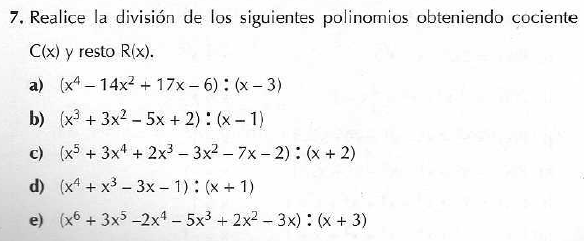 7. Realice la división de los siguientes polinomios obteniendo cociente
C(x) y resto R(x).
a) (x⁴ – 14x² + 17x – 6) : (x – 3)
b) (x³ + 3x² – 5x + 2) : (x – 1)
c) (x⁵ + 3x⁴ + 2x³ – 3x² – 7x – 2) : (x + 2)
d) (x⁴ + x³ – 3x – 1) : (x + 1)
e) (x⁶ + 3x⁵ –2x⁴ – 5x³ + 2x² – 3x) : (x + 3)